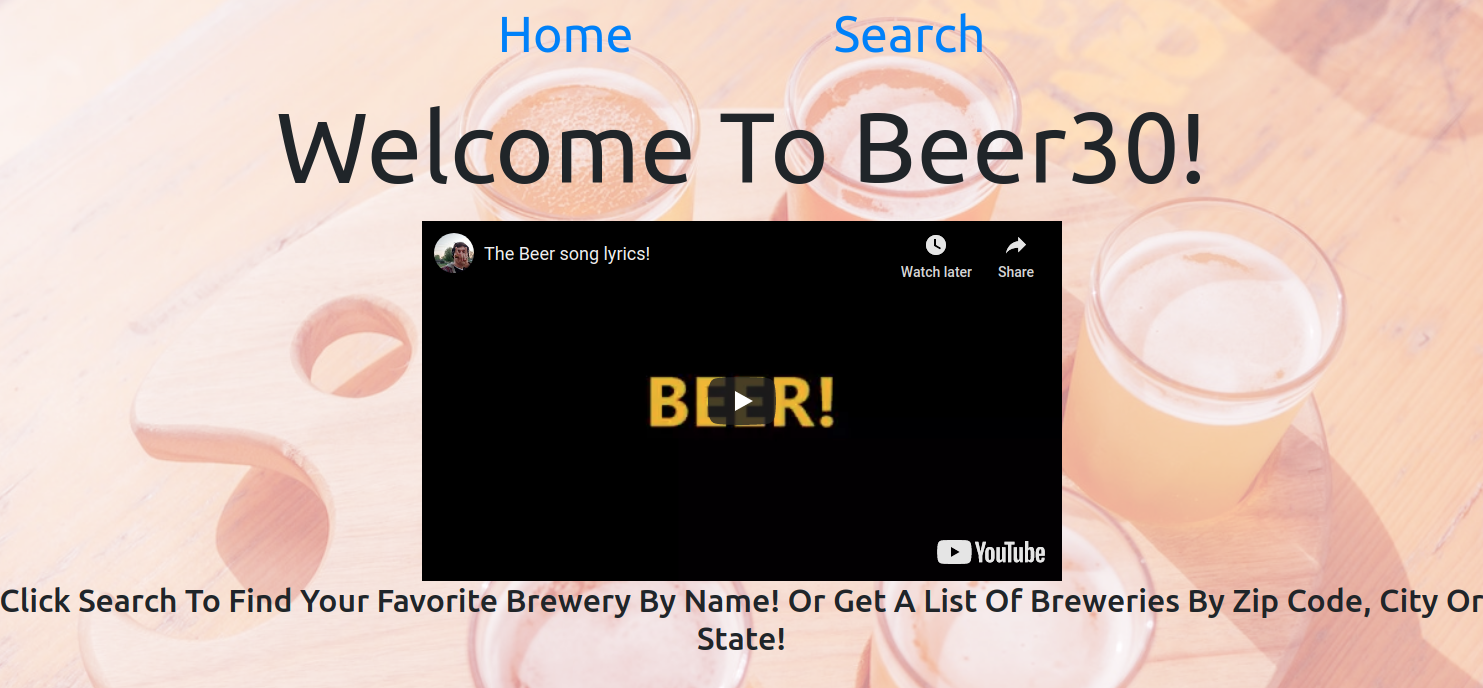 Home Search
Welcome To Beer30!
The Beer song lyrics!
Watch later Share
BEER!
YouTube
Click Search To Find Your Favorite Brewery By Name! Or Get A List Of Breweries By Zip Code, City Or
State!